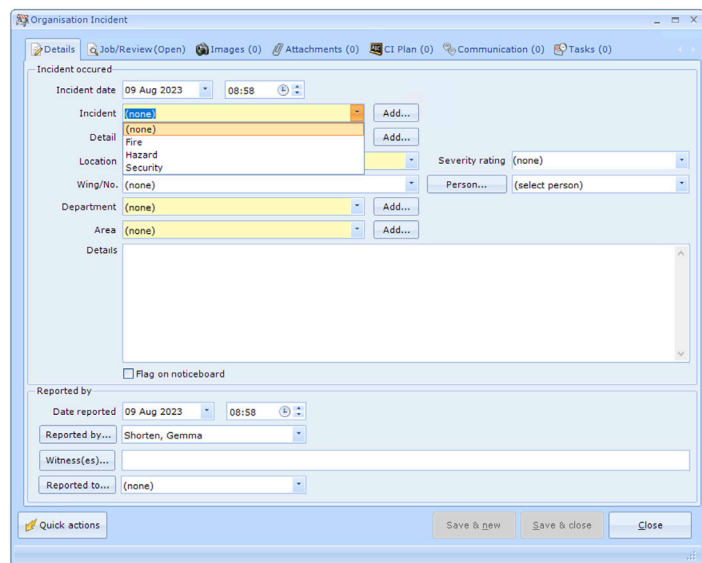 Organisation Incident
Details Job/Review (Open) Images (0) Attachments (0) CI Plan (0) Communication (0) Tasks (0)
Incident occured
Incident date 09 Aug 2023 08:58
Incident (none) Add...
(none)
Fire
Hazard
Security
Detail Add...
Location Severity rating (none)
Wing/No. (none) Person... (select person)
Department (none) Add...
Area (none) Add...
Details
Flag on noticeboard
Reported by
Date reported 09 Aug 2023 08:58
Reported by... Shorten, Gemma
Witness(es)...
Reported to... (none)
Quick actions Save & new Save & close Close